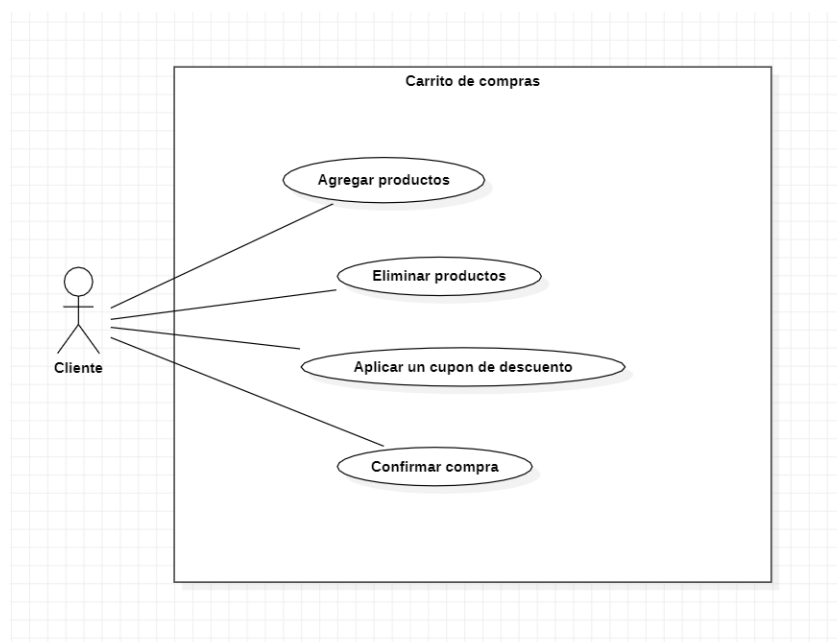 Carrito de compras
Agregar productos
Eliminar productos
Cliente
Aplicar un cupon de descuento
Confirmar compra